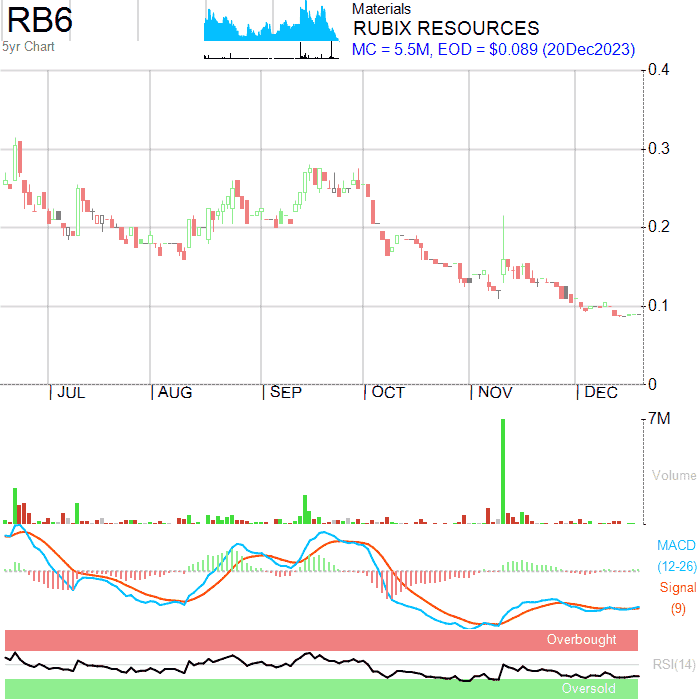 RB6
5yr Chart
Materials
RUBIX RESOURCES
MC = 5.5M, EOD = $0.089 (20Dec2023)
0.4
0.3
0.2
0.1
0
JUL AUG SEP OCT NOV DEC
7M
Volume
MACD
(12-26)
Signal
(9)
Overbought
RSI(14)
Oversold